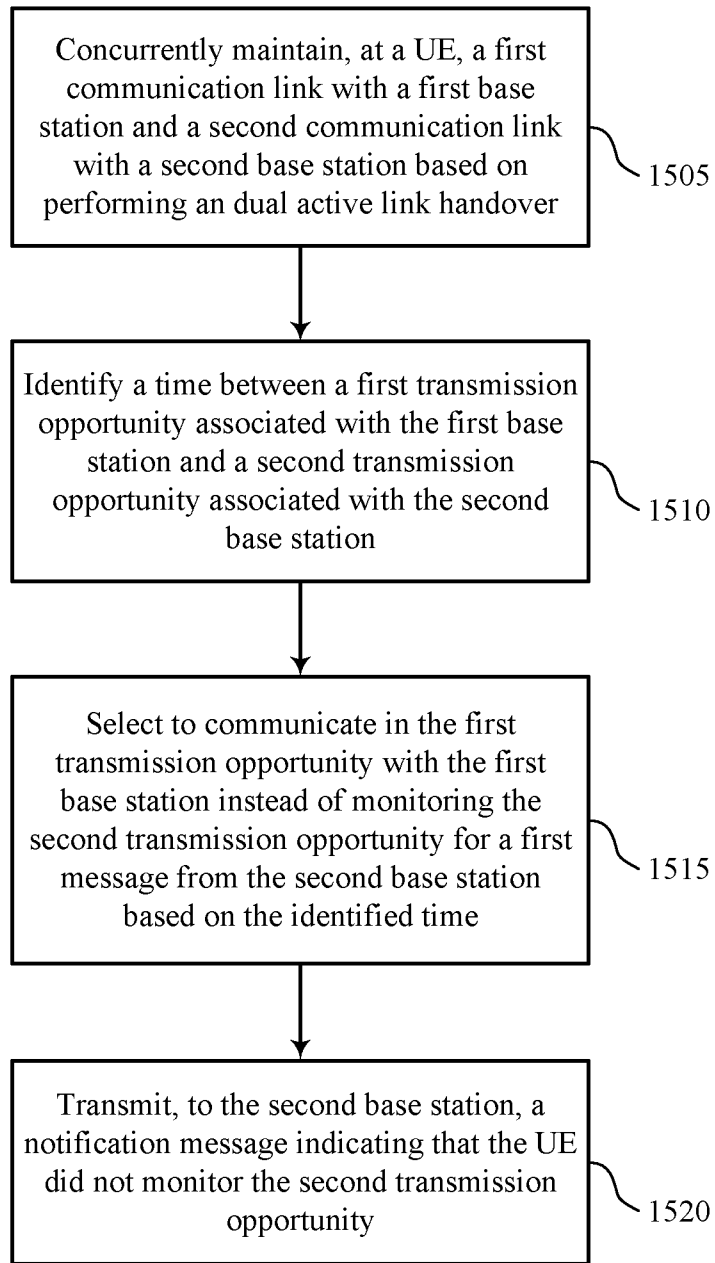 Concurrently maintain, at a UE, a first
communication link with a first base
station and a second communication link
with a second base station based on
performing an dual active link handover
1505
Identify a time between a first transmission
opportunity associated with the first base
station and a second transmission
opportunity associated with the second
base station
1510
Select to communicate in the first
transmission opportunity with the first
base station instead of monitoring the
second transmission opportunity for a first
message from the second base station
based on the identified time
1515
Transmit, to the second base station, a
notification message indicating that the UE
did not monitor the second transmission
opportunity
1520